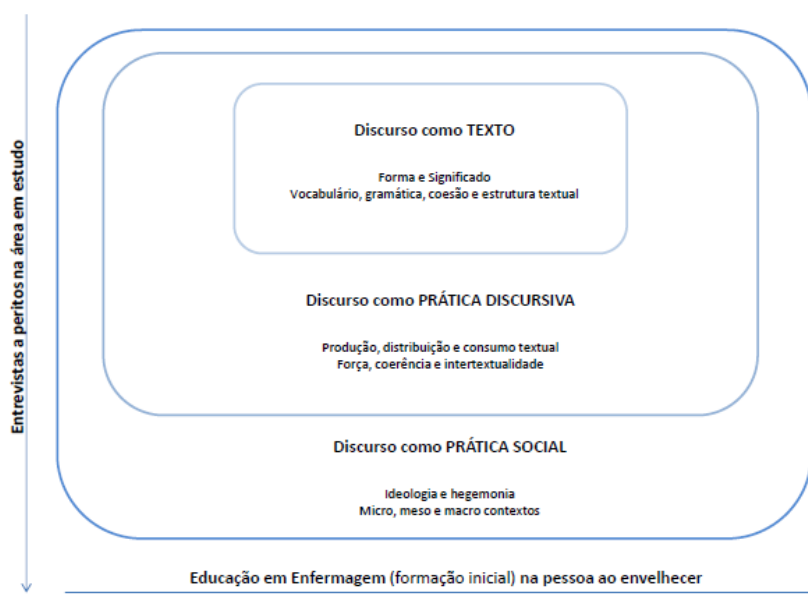 Entrevistas a peritos na área em estudo
Discurso como TEXTO
Forma e Significado
Vocabulário, gramática, coesão e estrutura textual
Discurso como PRÁTICA DISCURSIVA
Produção, distribuição e consumo textual
Força, coerência e intertextualidade
Discurso como PRÁTICA SOCIAL
Ideologia e hegemonia
Micro, meso e macro contextos
Educação em Enfermagem (formação inicial) na pessoa ao envelhecer